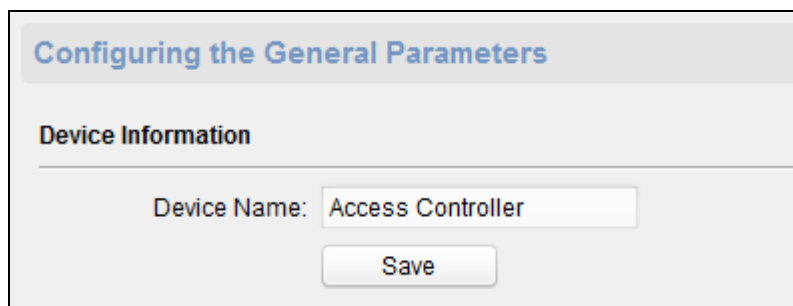 Configuring the General Parameters
Device Information
Device Name: Access Controller
Save